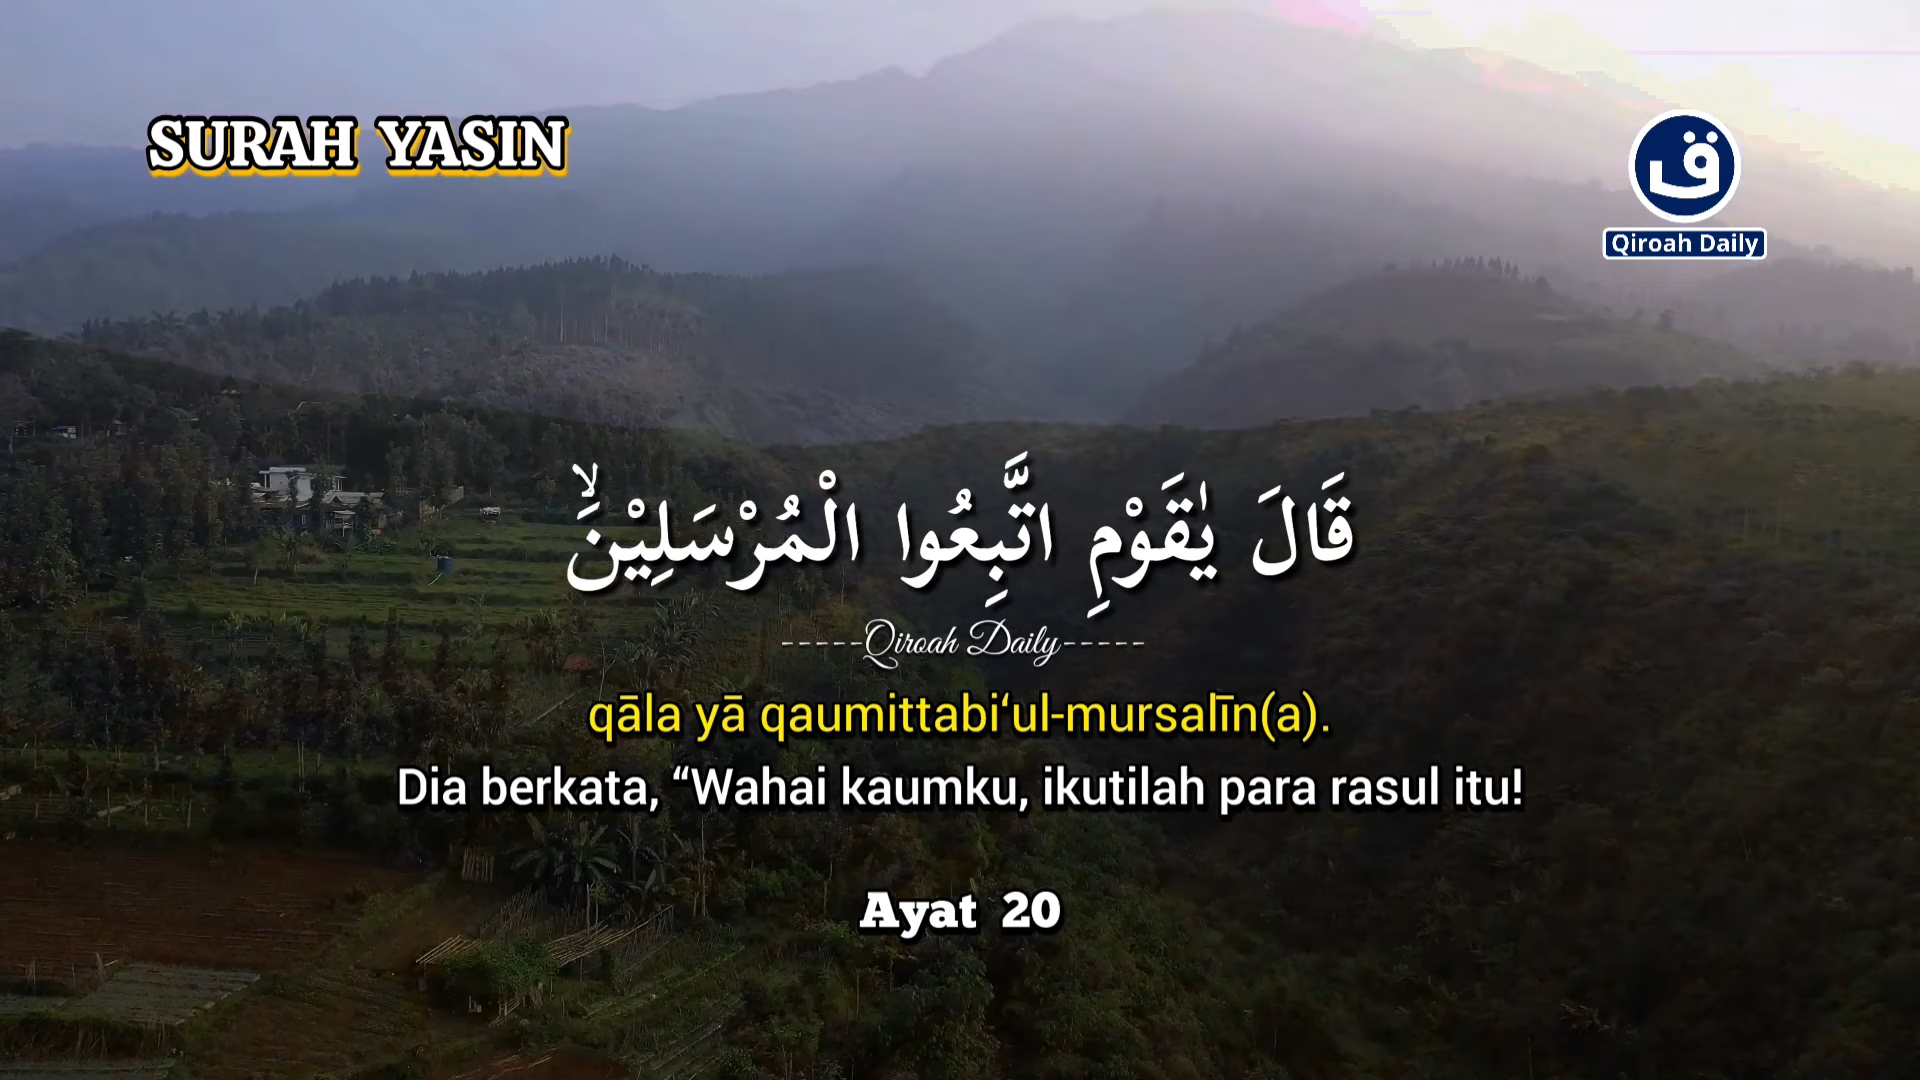 SURAH YASIN
ق
Qiroah Daily
قَالَ يٰقَوْمِ اتَّبِعُوا الْمُرْسَلِيْنَۙ
-----Qiroah Daily-----
qāla yā qaumittabi‘ul-mursalīn(a).
Dia berkata, “Wahai kaumku, ikutilah para rasul itu!
Ayat 20